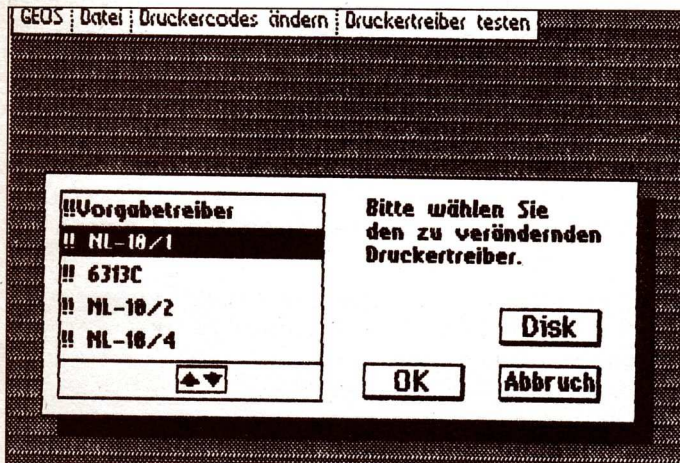 GEOS Datei Druckercodes ändern Druckertreiber testen
!!Vorgabetreiber
!! NL-10/1
!! 6313C
!! NL-10/2
!! NL-10/4
Bitte wählen Sie
den zu verändernden
Druckertreiber.
Disk
OK
Abbruch